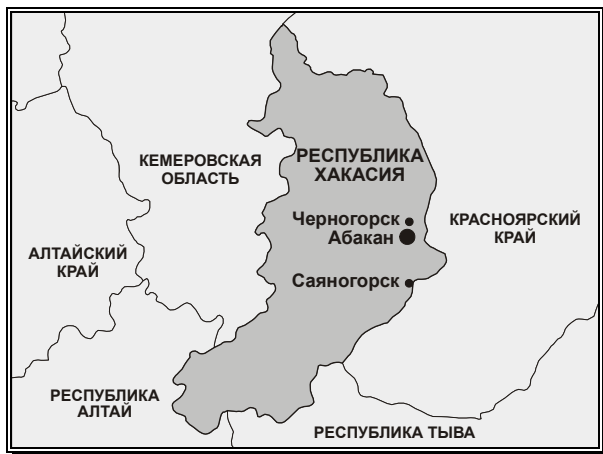 КЕМЕРОВСКАЯ
ОБЛАСТЬ
РЕСПУБЛИКА
ХАКАСИЯ
Черногорск
Абакан
КРАСНОЯРСКИЙ
КРАЙ
АЛТАЙСКИЙ
КРАЙ
Саяногорск
РЕСПУБЛИКА
АЛТАЙ
РЕСПУБЛИКА ТЫВА